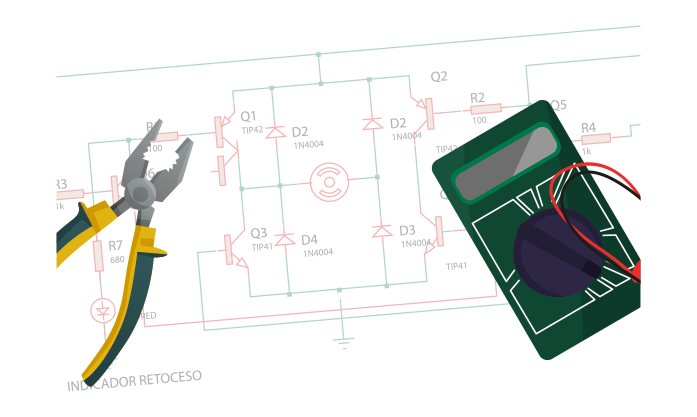 Q2
R2
100
Q5
Q1
TIP42
R
100
D2
1N4004
D2
1N4004
TIP42
R4
1k
R3
1k
Q3
TIP41
D4
1N4004
D3
1N4004
TIP41
R7
680
RED
INDICADOR RETOCESO